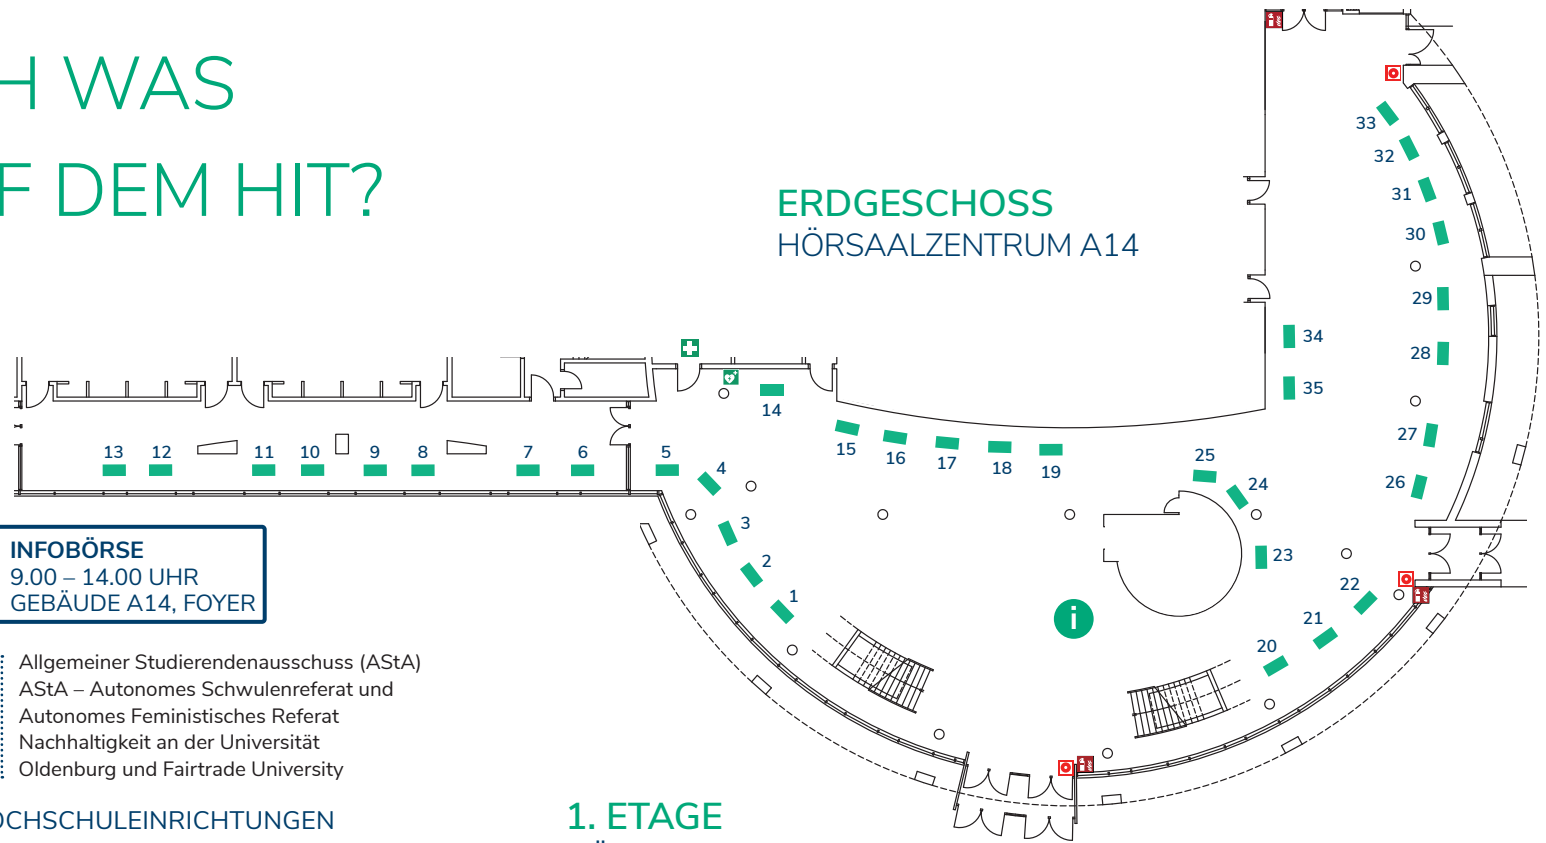 H WAS
F DEM HIT?
ERDGESCHOSS
HÖRSAALZENTRUM A14
33
32
31
30
29
28
27
26
34
35
14
15
16
17
18
19
25
24
23
22
21
20
13
12
11
10
9
8
7
6
5
4
3
2
1
i
INFOBÖRSE
9.00 – 14.00 UHR
GEBÄUDE A14, FOYER
Allgemeiner Studierendenausschuss (AStA)
AStA – Autonomes Schwulenreferat und
Autonomes Feministisches Referat
Nachhaltigkeit an der Universität
Oldenburg und Fairtrade University
OCHSCHULEINRICHTUNGEN
1. ETAGE